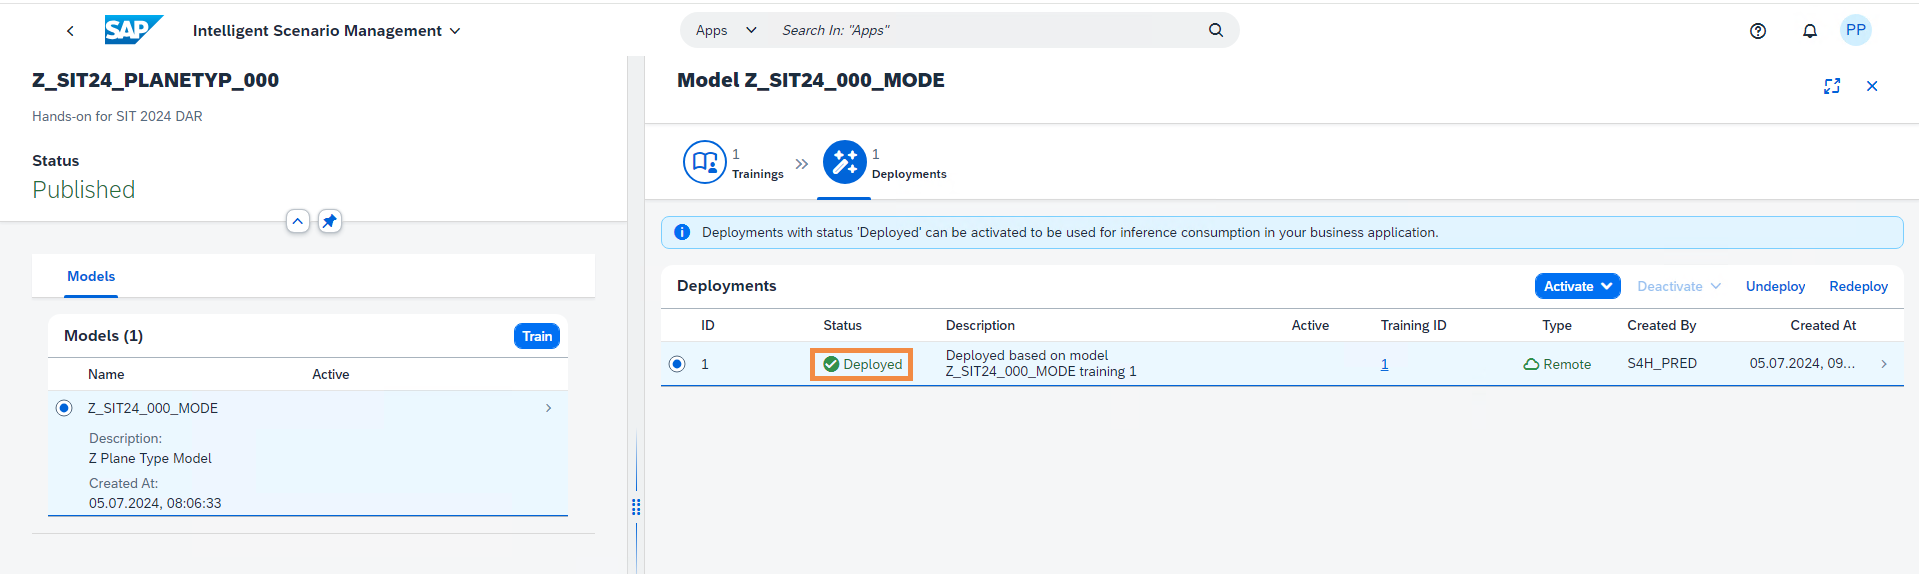 SAP
Intelligent Scenario Management
Apps
Search In: "Apps"
PP
Z_SIT24_PLANETYP_000
Hands-on for SIT 2024 DAR
Status
Published
Models
Models (1)
Train
Name Active
Z_SIT24_000_MODE
Description:
Z Plane Type Model
Created At:
05.07.2024, 08:06:33
Model Z_SIT24_000_MODE
1
Trainings
1
Deployments
Deployments with status 'Deployed' can be activated to be used for inference consumption in your business application.
Deployments Activate Deactivate Undeploy Redeploy
ID Status Description Active Training ID Type Created By Created At
1 Deployed Deployed based on model
Z_SIT24_000_MODE training 1 1 Remote S4H_PRED 05.07.2024, 09...